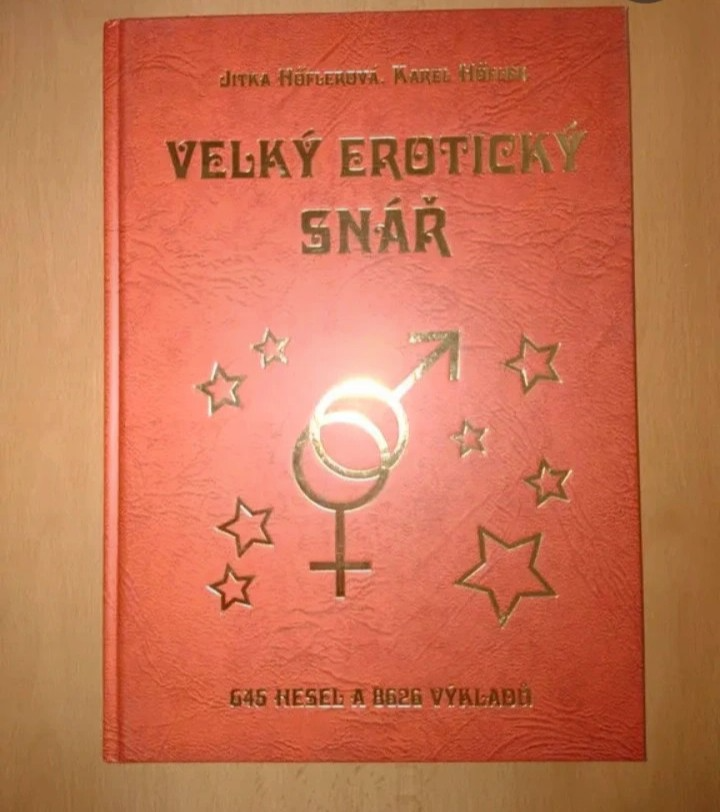 Jitka Höflerová, Karel Höfler
VELKÝ EROTICKÝ
SNÁŘ
645 HESEL A 8626 VÝKLADŮ